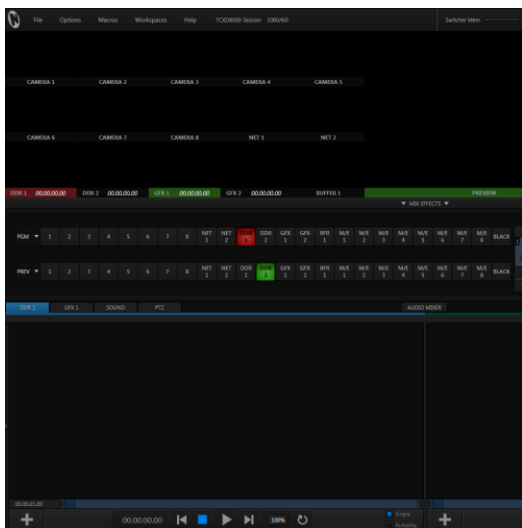 File Options Macros Workspaces Help TCXD8000 Session 1080/60i Switcher Main
CAMERA 1 CAMERA 2 CAMERA 3 CAMERA 4 CAMERA 5
CAMERA 6 CAMERA 7 CAMERA 8 NET 1 NET 2
DDR 1 00:00:00.00 DDR 2 00:00:00.00 GFX 1 00:00:00.00 GFX 2 00:00:00.00 BUFFER 1 PREVIEW
▼ MIX EFFECTS ▼
PGM ▼ 1 2 3 4 5 6 7 8 NET 1 NET 2 DDR 1 DDR 2 GFX 1 GFX 2 BFR 1 M/E 1 M/E 2 M/E 3 M/E 4 M/E 5 M/E 6 M/E 7 M/E 8 BLACK
PREV ▼ 1 2 3 4 5 6 7 8 NET 1 NET 2 DDR 1 DDR 2 GFX 1 GFX 2 BFR 1 M/E 1 M/E 2 M/E 3 M/E 4 M/E 5 M/E 6 M/E 7 M/E 8 BLACK
DDR 1 GFX 1 SOUND PTZ AUDIO MIXER
00:00:01.00
00:00:00.00 100% Single
Autoplay